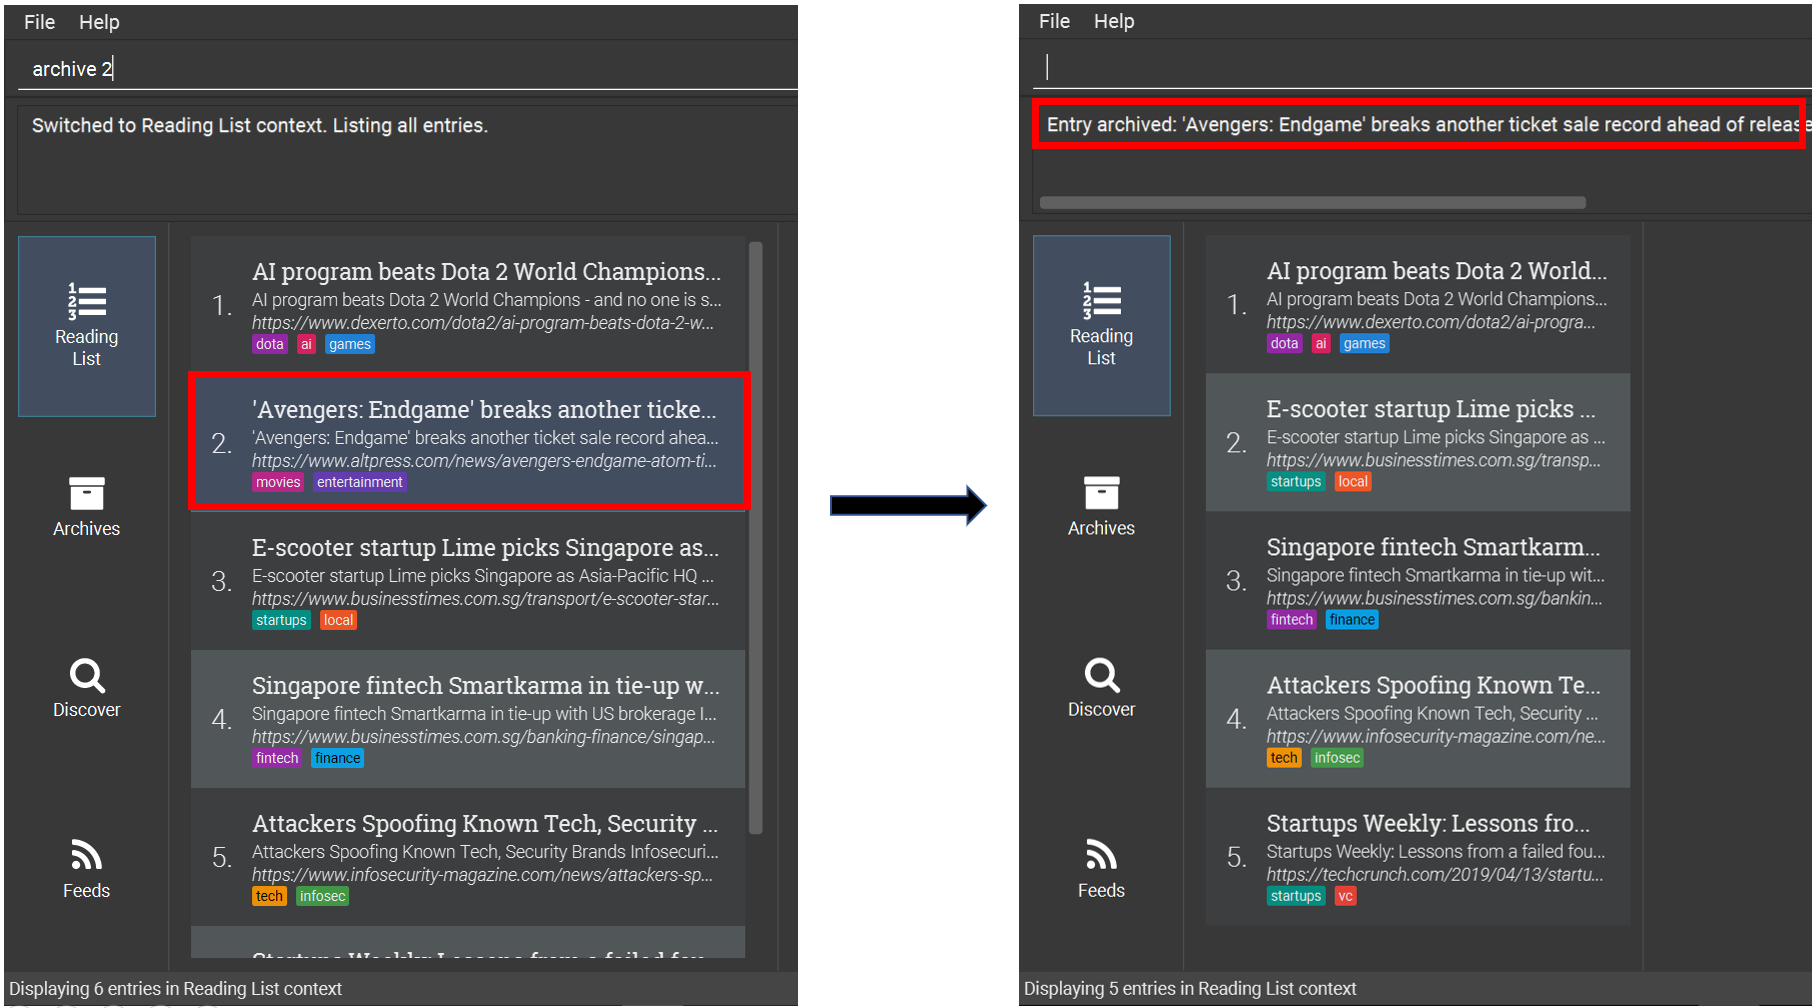 File Help
archive 2
Switched to Reading List context. Listing all entries.
Reading
List
Archives
Discover
Feeds
1.
AI program beats Dota 2 World Champions...
AI program beats Dota 2 World Champions - and no one is s...
https://www.dexerto.com/dota2/ai-program-beats-dota-2-w...
dota ai games
2.
'Avengers: Endgame' breaks another ticke...
'Avengers: Endgame' breaks another ticket sale record ahea...
https://www.altpress.com/news/avengers-endgame-atom-ti...
movies entertainment
3.
E-scooter startup Lime picks Singapore as...
E-scooter startup Lime picks Singapore as Asia-Pacific HQ ...
https://www.businesstimes.com.sg/transport/e-scooter-star...
startups local
4.
Singapore fintech Smartkarma in tie-up w...
Singapore fintech Smartkarma in tie-up with US brokerage I...
https://www.businesstimes.com.sg/banking-finance/singap...
fintech finance
5.
Attackers Spoofing Known Tech, Security ...
Attackers Spoofing Known Tech, Security Brands Infosecuri...
https://www.infosecurity-magazine.com/news/attackers-sp...
tech infosec
Startups Weekly: Lessons from a failed fou...
Displaying 6 entries in Reading List context
File Help
Entry archived: 'Avengers: Endgame' breaks another ticket sale record ahead of release
Reading
List
Archives
Discover
Feeds
1.
AI program beats Dota 2 World...
AI program beats Dota 2 World Champions...
https://www.dexerto.com/dota2/ai-progra...
dota ai games
2.
E-scooter startup Lime picks ...
E-scooter startup Lime picks Singapore as ...
https://www.businesstimes.com.sg/transp...
startups local
3.
Singapore fintech Smartkarm...
Singapore fintech Smartkarma in tie-up wit...
https://www.businesstimes.com.sg/bankin...
fintech finance
4.
Attackers Spoofing Known Te...
Attackers Spoofing Known Tech, Security ...
https://www.infosecurity-magazine.com/ne...
tech infosec
5.
Startups Weekly: Lessons fro...
Startups Weekly: Lessons from a failed fou...
https://techcrunch.com/2019/04/13/startu...
startups vc
Displaying 5 entries in Reading List context